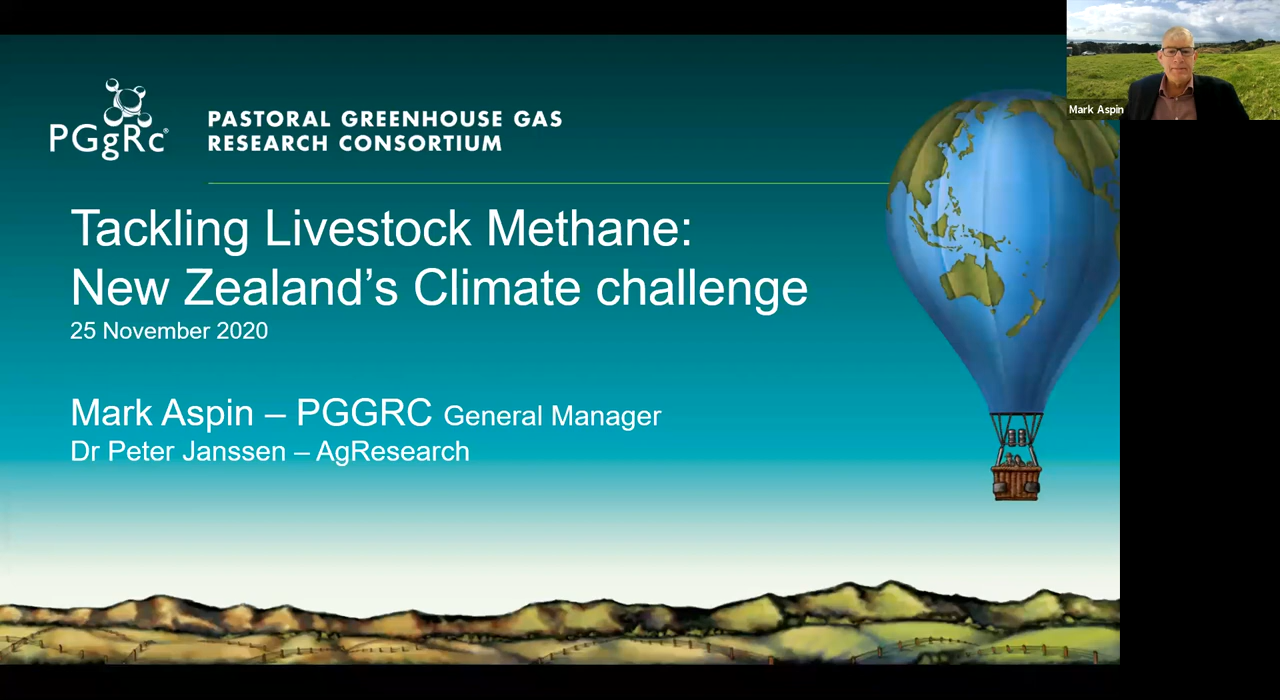 PGgRc®
PASTORAL GREENHOUSE GAS
RESEARCH CONSORTIUM
Tackling Livestock Methane:
New Zealand’s Climate challenge
25 November 2020
Mark Aspin – PGGRC General Manager
Dr Peter Janssen – AgResearch
Mark Aspin